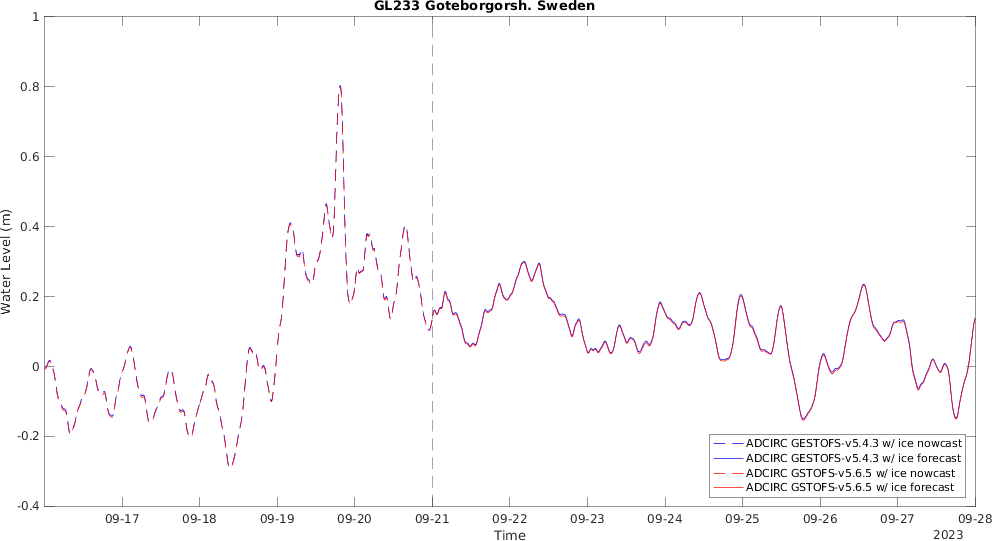 GL233 Goteborgorsh. Sweden
Water Level (m)
1
0.8
0.6
0.4
0.2
0
-0.2
-0.4
ADCIRC GESTOFS-v5.4.3 w/ ice nowcast
ADCIRC GESTOFS-v5.4.3 w/ ice forecast
ADCIRC GSTOFS-v5.6.5 w/ ice nowcast
ADCIRC GSTOFS-v5.6.5 w/ ice forecast
09-17 09-18 09-19 09-20 09-21 09-22 09-23 09-24 09-25 09-26 09-27 09-28
Time
2023